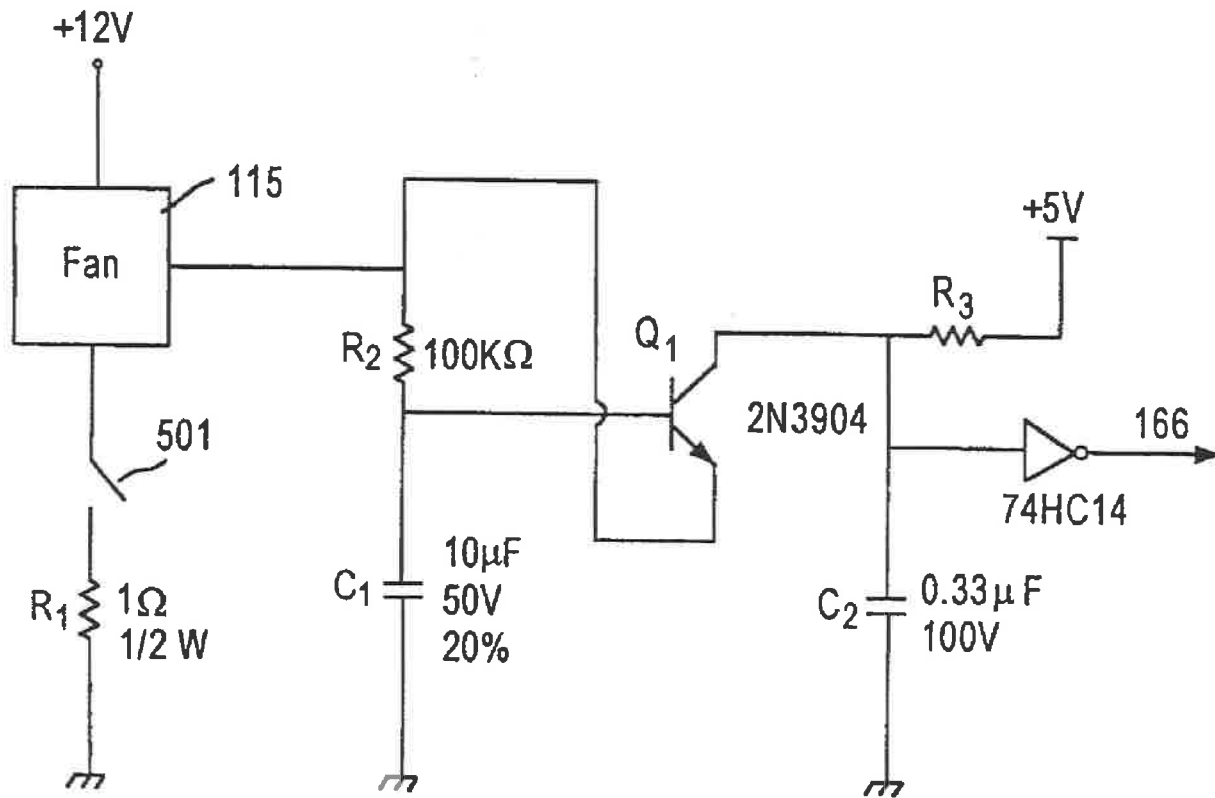 +12V
115
Fan
+5V
R3
Q1
R2
100KΩ
2N3904
166
501
74HC14
R1
1Ω
1/2 W
C1
10µF
50V
20%
C2
0.33µF
100V